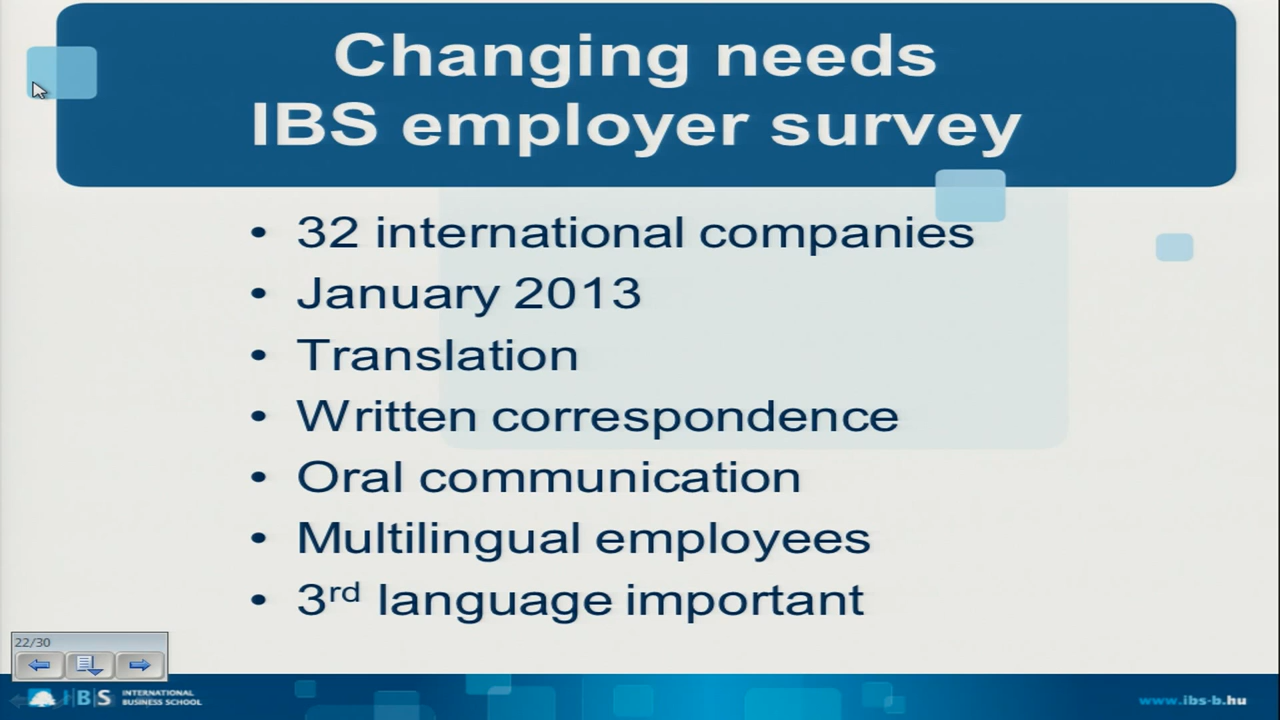 Changing needs
IBS employer survey
• 32 international companies
• January 2013
• Translation
• Written correspondence
• Oral communication
• Multilingual employees
• 3rd language important
22/30
IBS INTERNATIONAL
BUSINESS SCHOOL
www.ibs-b.hu